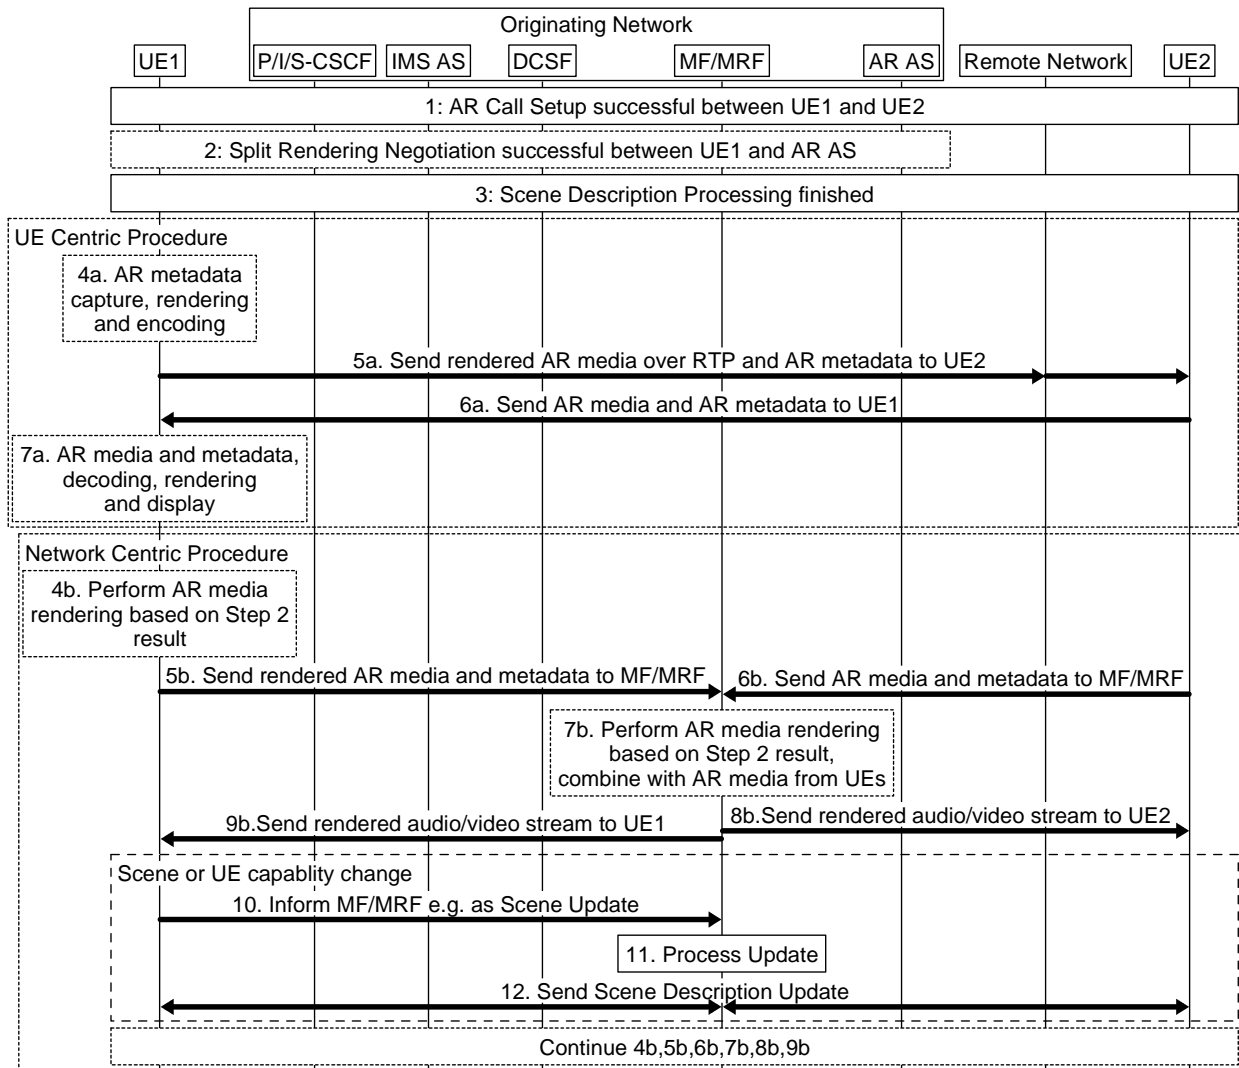 Originating Network
UE1
P/I/S-CSCF
IMS AS
DCSF
MF/MRF
AR AS
Remote Network
UE2
1: AR Call Setup successful between UE1 and UE2
2: Split Rendering Negotiation successful between UE1 and AR AS
3: Scene Description Processing finished
UE Centric Procedure
4a. AR metadata
capture, rendering
and encoding
5a. Send rendered AR media over RTP and AR metadata to UE2
6a. Send AR media and AR metadata to UE1
7a. AR media and metadata,
decoding, rendering
and display
Network Centric Procedure
4b. Perform AR media
rendering based on Step 2
result
5b. Send rendered AR media and metadata to MF/MRF
6b. Send AR media and metadata to MF/MRF
7b. Perform AR media rendering
based on Step 2 result,
combine with AR media from UEs
8b.Send rendered audio/video stream to UE2
9b.Send rendered audio/video stream to UE1
Scene or UE capablity change
10. Inform MF/MRF e.g. as Scene Update
11. Process Update
12. Send Scene Description Update
Continue 4b,5b,6b,7b,8b,9b